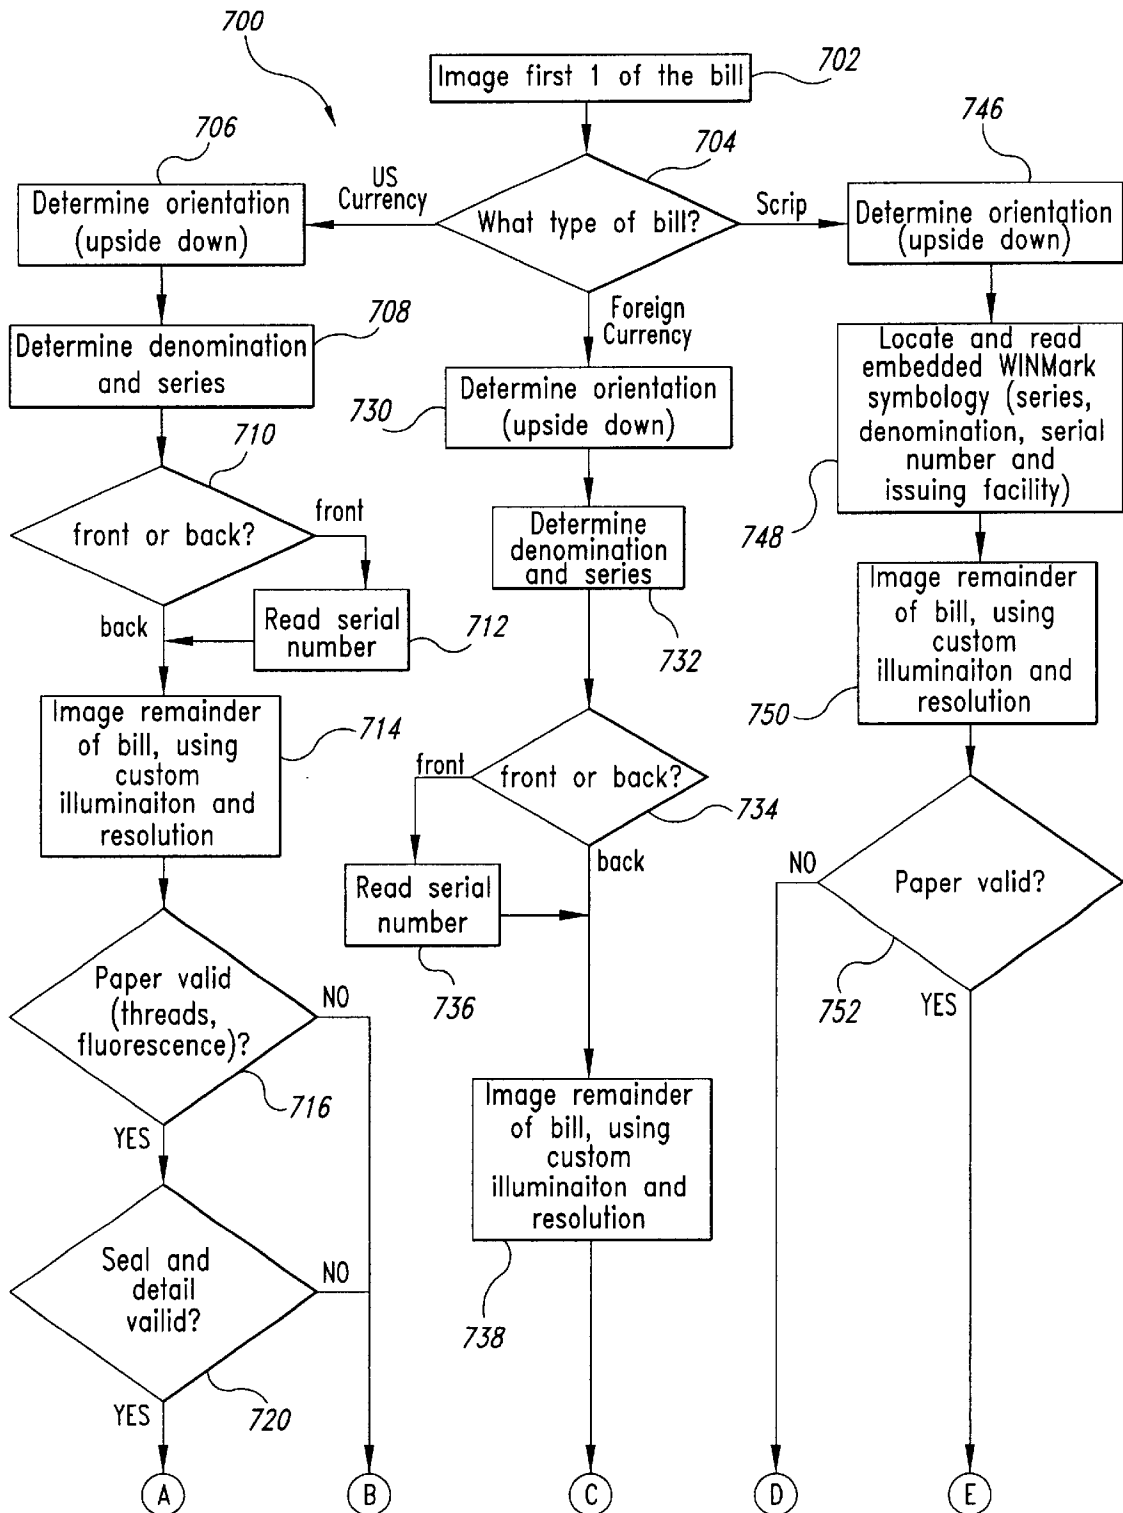 700
Image first 1 of the bill
702
706
704
746
US
Currency
Scrip
Determine orientation
(upside down)
What type of bill?
Determine orientation
(upside down)
708
Foreign
Currency
Determine denomination
and series
Locate and read
embedded WINMark
symbology (series,
denomination, serial
number and
issuing facility)
730
Determine orientation
(upside down)
710
front or back?
front
748
Determine
denomination
and series
732
back
Read serial
number
712
Image remainder
of bill, using
custom
illuminaiton and
resolution
750
Image remainder
of bill, using
custom
illuminaiton and
resolution
714
front
front or back?
734
back
Read serial
number
736
NO
Paper valid?
752
YES
Paper valid
(threads,
fluorescence)?
NO
716
YES
Image remainder
of bill, using
custom
illuminaiton and
resolution
738
Seal and
detail
vailid?
NO
720
YES
A
B
C
D
E